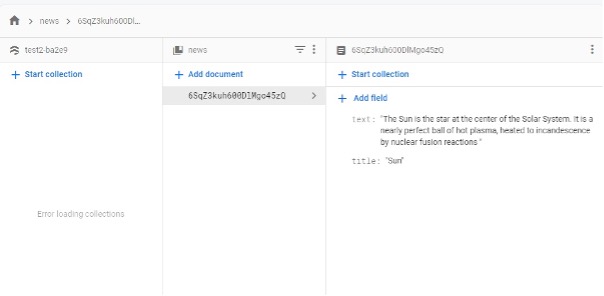 news
6SqZ3kuh600Dl...
test2-ba2e9
news
6SqZ3kuh600DlMgo45zQ
Start collection
Add document
Start collection
6SqZ3kuh600DlMgo45zQ
Add field
text: "The Sun is the star at the center of the Solar System. It is a
nearly perfect ball of hot plasma, heated to incandescence
by nuclear fusion reactions "
title: "Sun"
Error loading collections